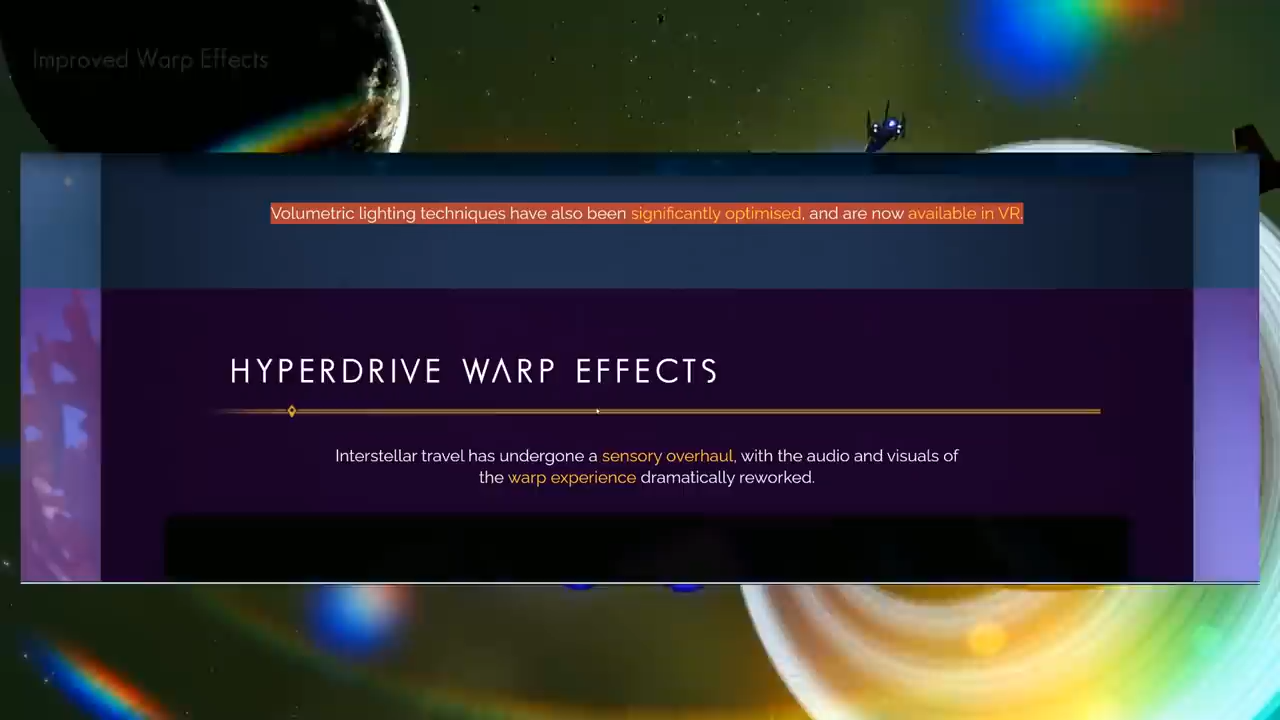 Improved Warp Effects
Volumetric lighting techniques have also been significantly optimised, and are now available in VR.
HYPERDRIVE WARP EFFECTS
Interstellar travel has undergone a sensory overhaul, with the audio and visuals of
the warp experience dramatically reworked.